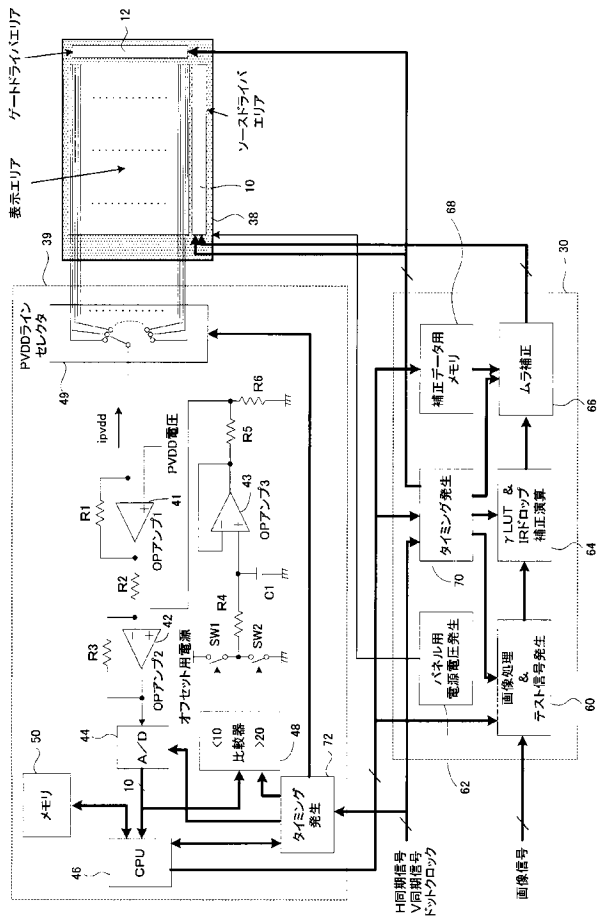 50
メモリ
CPU
46
10
44
A/D
R3
OPアンプ2
42
R2
R1
OPアンプ1
41
ipvdd
49
PVDDライン
セレクタ
39
PVDD電圧
オフセット用電源
SW1
SW2
R4
C1
OPアンプ3
43
R5
R6
<10
比較器
>20
48
タイミング
発生
72
表示エリア
ゲートドライバエリア
12
10
38
ソースドライバ
エリア
H同期信号
V同期信号
ドットクロック
画像信号
62
パネル用
電源電圧発生
タイミング発生
70
補正データ用
メモリ
68
30
画像処理
&
テスト信号発生
60
γLUT &
IRドロップ
補正演算
64
ムラ補正
66